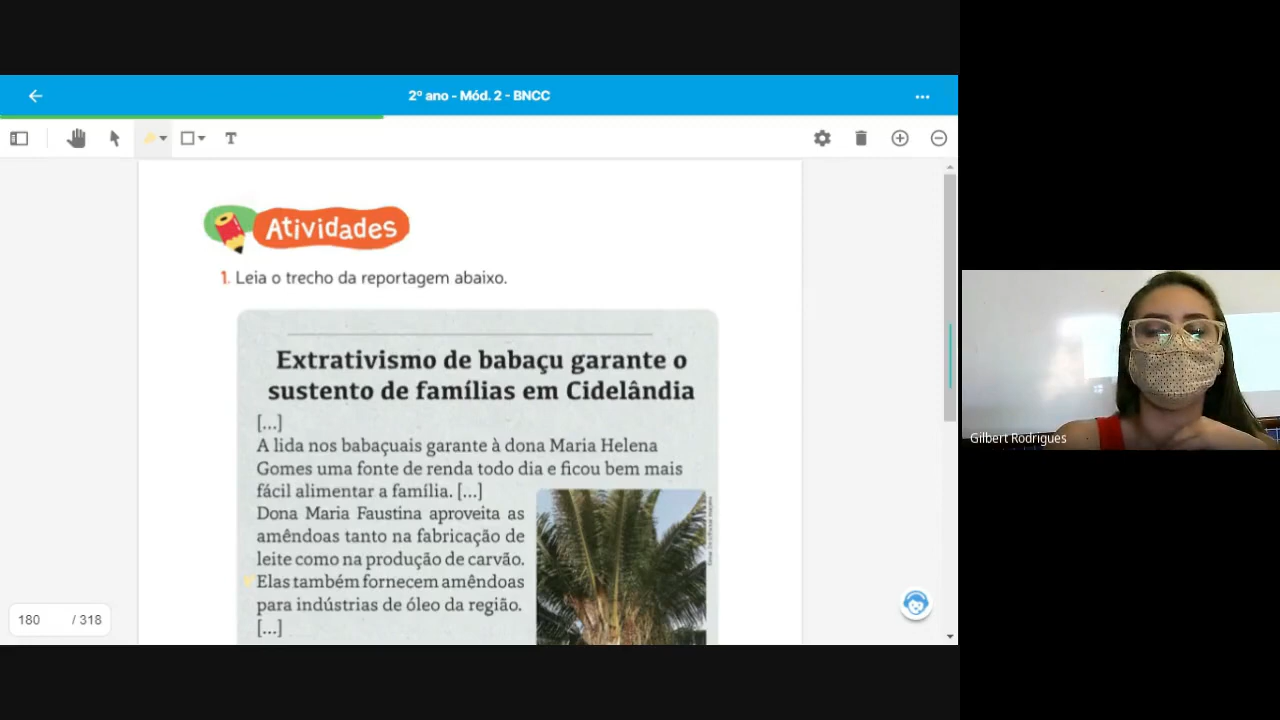 2º ano - Mód. 2 - BNCC
T
Atividades
1. Leia o trecho da reportagem abaixo.
Extrativismo de babaçu garante o
sustento de famílias em Cidelândia
[...]
A lida nos babaçuais garante à dona Maria Helena
Gomes uma fonte de renda todo dia e ficou bem mais
fácil alimentar a família. [...]
Dona Maria Faustina aproveita as
amêndoas tanto na fabricação de
leite como na produção de carvão.
Elas também fornecem amêndoas
para indústrias de óleo da região.
[...]
180 / 318
Gilbert Rodrigues